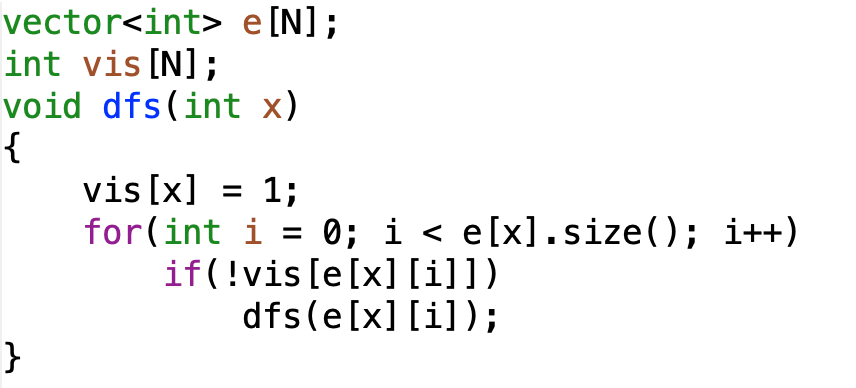 vector<int> e[N];
int vis[N];
void dfs(int x)
{
    vis[x] = 1;
    for(int i = 0; i < e[x].size(); i++)
        if(!vis[e[x][i]])
            dfs(e[x][i]);
}